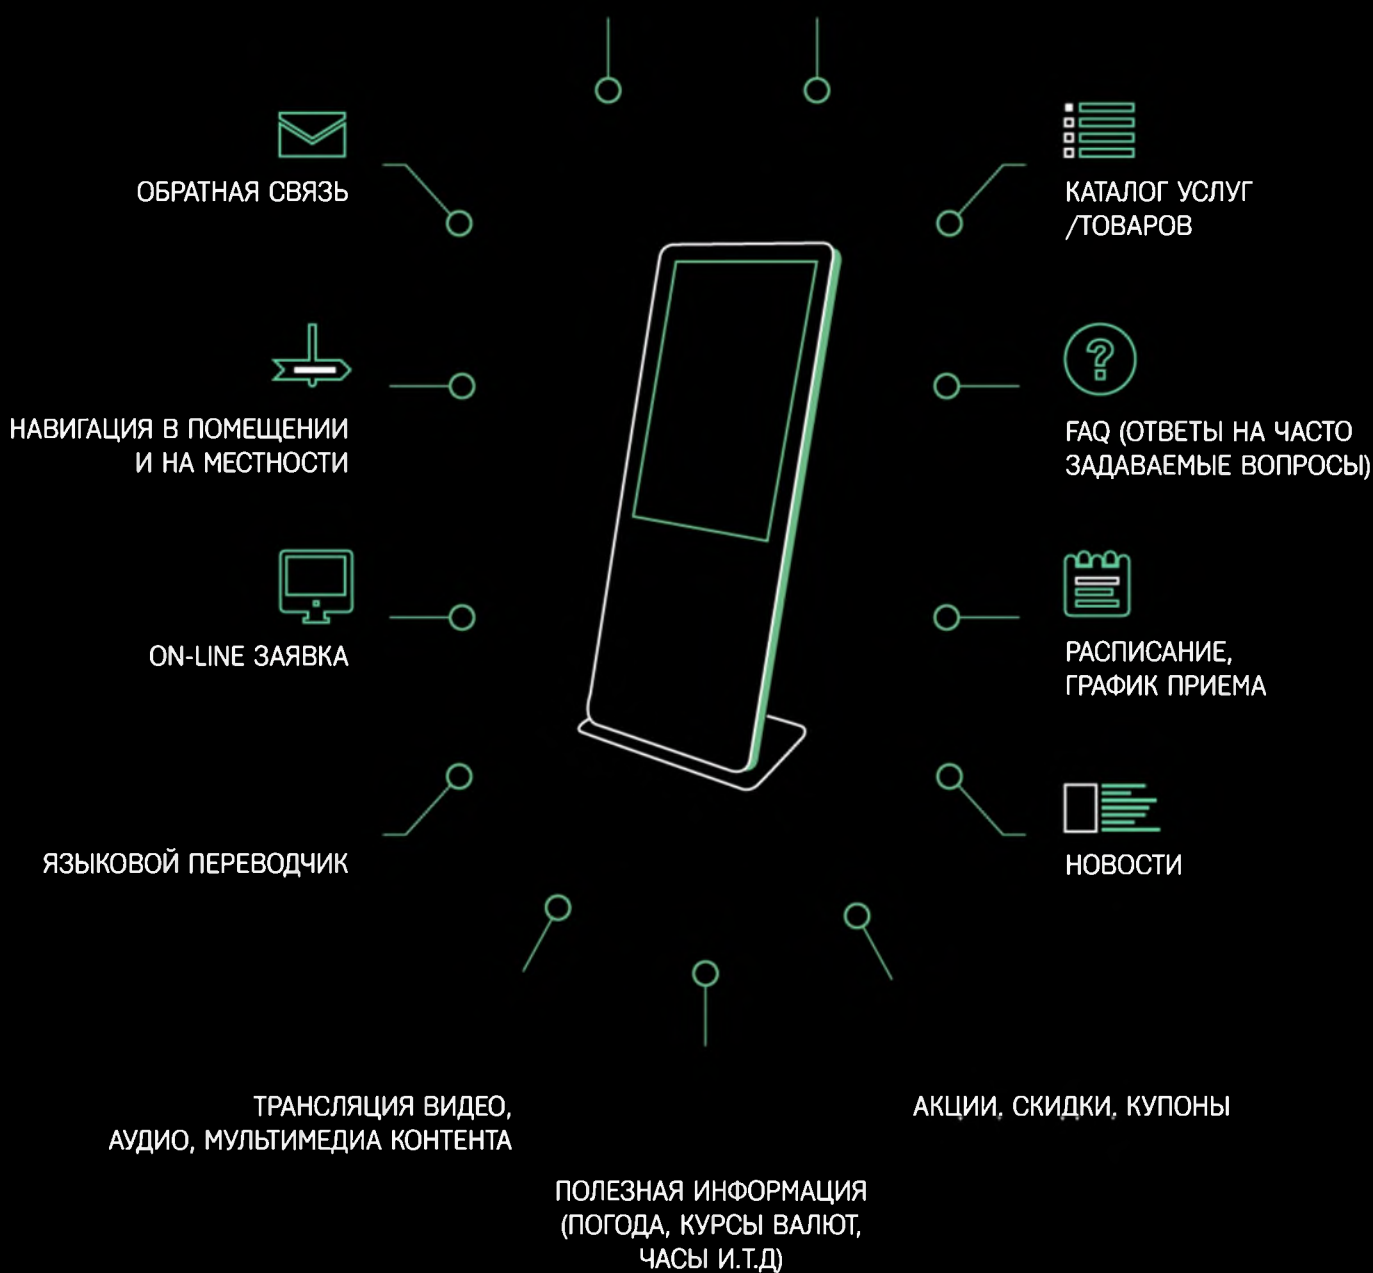 ОБРАТНАЯ СВЯЗЬ
КАТАЛОГ УСЛУГ
/ТОВАРОВ
НАВИГАЦИЯ В ПОМЕЩЕНИИ
И НА МЕСТНОСТИ
FAQ (ОТВЕТЫ НА ЧАСТО
ЗАДАВАЕМЫЕ ВОПРОСЫ)
ON-LINE ЗАЯВКА
РАСПИСАНИЕ,
ГРАФИК ПРИЕМА
ЯЗЫКОВОЙ ПЕРЕВОДЧИК
НОВОСТИ
ТРАНСЛЯЦИЯ ВИДЕО,
АУДИО, МУЛЬТИМЕДИА КОНТЕНТА
АКЦИИ, СКИДКИ, КУПОНЫ
ПОЛЕЗНАЯ ИНФОРМАЦИЯ
(ПОГОДА, КУРСЫ ВАЛЮТ,
ЧАСЫ И.Т.Д)